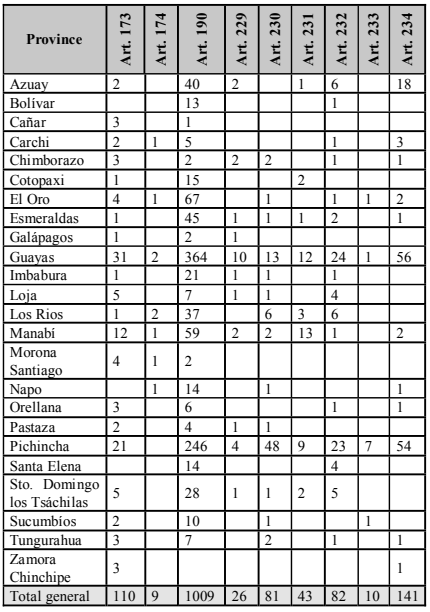 Province Art. 173 Art. 174 Art. 190 Art. 229 Art. 230 Art. 231 Art. 232 Art. 233 Art. 234
Azuay 2 40 2 1 6 18
Bolívar 13 1
Cañar 3 1
Carchi 2 1 5 1 3
Chimborazo 3 2 2 2 1 1
Cotopaxi 1 15 2
El Oro 4 1 67 1 1 1 2
Esmeraldas 1 45 1 1 1 2 1
Galápagos 1 2 1
Guayas 31 2 364 10 13 12 24 1 56
Imbabura 1 21 1 1 1
Loja 5 7 1 1 4
Los Rios 1 2 37 6 3 6
Manabí 12 1 59 2 2 13 1 2
Morona
Santiago 4 1 2
Napo 1 14 1 1
Orellana 3 6 1 1
Pastaza 2 4 1 1
Pichincha 21 246 4 48 9 23 7 54
Santa Elena 14 4
Sto. Domingo
los Tsáchilas 5 28 1 1 2 5
Sucumbíos 2 10 1 1
Tungurahua 3 7 2 1 1
Zamora
Chinchipe 3 1
Total general 110 9 1009 26 81 43 82 10 141